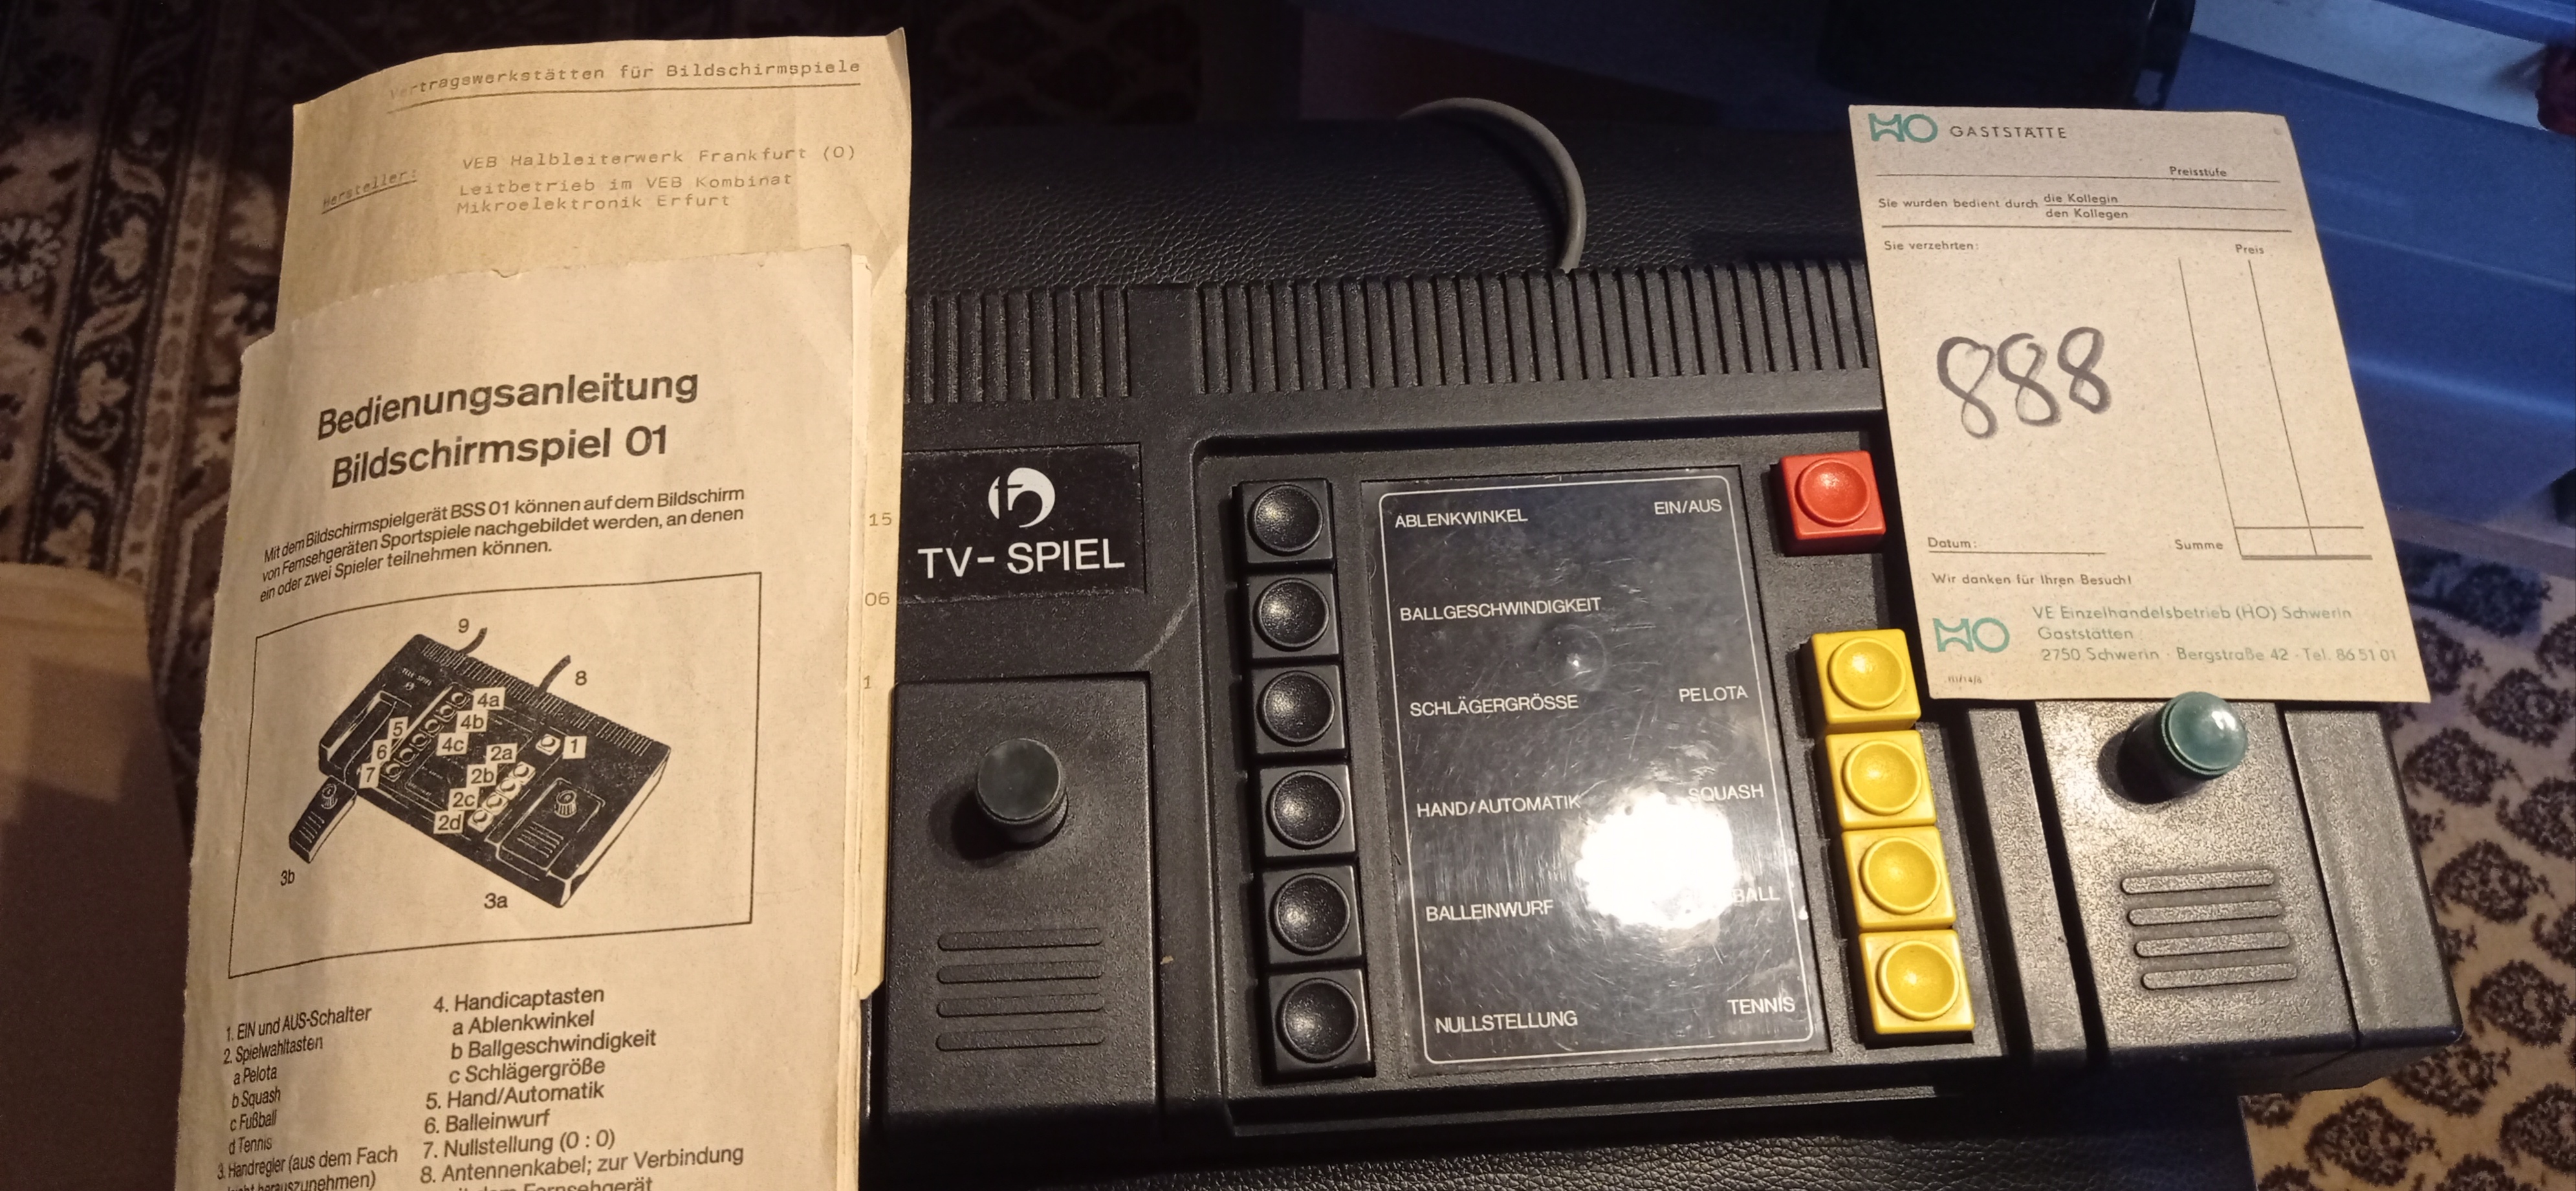 Vertragswerkstätten für Bildschirmspiele
Hersteller:
VEB Halbleiterwerk Frankfurt (O)
Leitbetrieb im VEB Kombinat
Mikroelektronik Erfurt
15
06
1
Bedienungsanleitung
Bildschirmspiel 01
Mit dem Bildschirmspielgerät BSS 01 können auf dem Bildschirm
von Fernsehgeräten Sportspiele nachgebildet werden, an denen
ein oder zwei Spieler teilnehmen können.
9
8
4a
4b
4c
5
6
7
1
2a
2b
2c
2d
3b
3a
1. EIN und AUS-Schalter
2. Spielwahltasten
a Pelota
b Squash
c Fußball
d Tennis
3. Handregler (aus dem Fach
herauszunehmen)
4. Handicaptasten
a Ablenkwinkel
b Ballgeschwindigkeit
c Schlägergröße
5. Hand/Automatik
6. Balleinwurf
7. Nullstellung (0 : 0)
8. Antennenkabel; zur Verbindung
dem Fernsehgerät
TV-SPIEL
ABLENKWINKEL EIN/AUS
BALLGESCHWINDIGKEIT
SCHLÄGERGRÖSSE PELOTA
HAND/AUTOMATIK SQUASH
BALLEINWURF BALL
NULLSTELLUNG TENNIS
HO GASTSTÄTTE
Preisstufe
Sie wurden bedient durch die Kollegin
den Kollegen
Sie verzehrten: Preis
888
Datum: Summe
Wir danken für Ihren Besuch!
HO
VE Einzelhandelsbetrieb (HO) Schwerin
Gaststätten
2750 Schwerin · Bergstraße 42 · Tel. 86 51 01